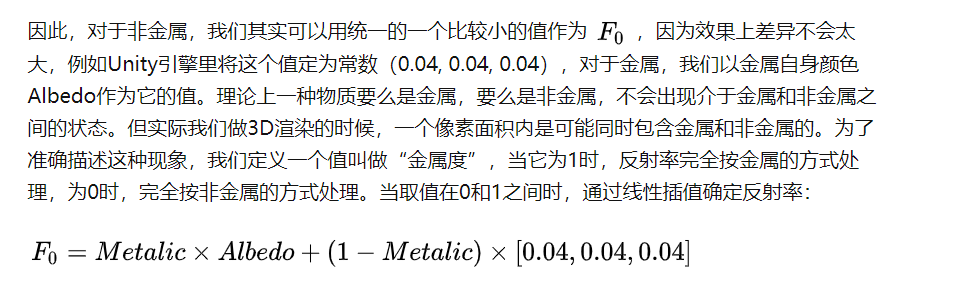 因此，对于非金属，我们其实可以用统一的一个比较小的值作为 F₀ ，因为效果上差异不会太
大，例如Unity引擎里将这个值定为常数（0.04, 0.04, 0.04）, 对于金属，我们以金属自身颜色
Albedo作为它的值。理论上一种物质要么是金属，要么是非金属，不会出现介于金属和非金属之
间的状态。但实际我们做3D渲染的时候，一个像素面积内是可能同时包含金属和非金属的。为了
准确描述这种现象，我们定义一个值叫做“金属度”，当它为1时，反射率完全按金属的方式处
理，为0时，完全按非金属的方式处理。当取值在0和1之间时，通过线性插值确定反射率：
F₀ = Metalic × Albedo + (1 − Metalic) × [0.04, 0.04, 0.04]